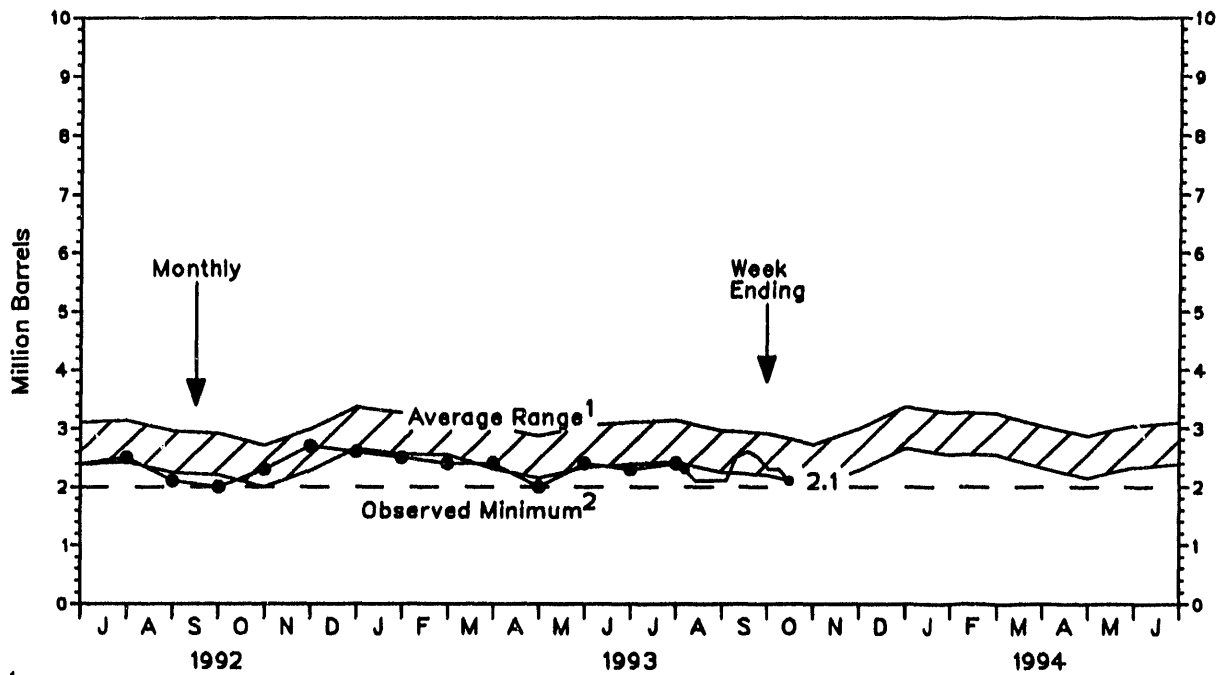 10 10
9 9
8 8
7 7
6 6
5 5
4 4
3 3
2 2
1 1
0 0
Million Barrels
Monthly
Week
Ending
Average Range¹
2.1
Observed Minimum²
J A S O N D J F M A M J J A S O N D J F M A M J
1992 1993 1994